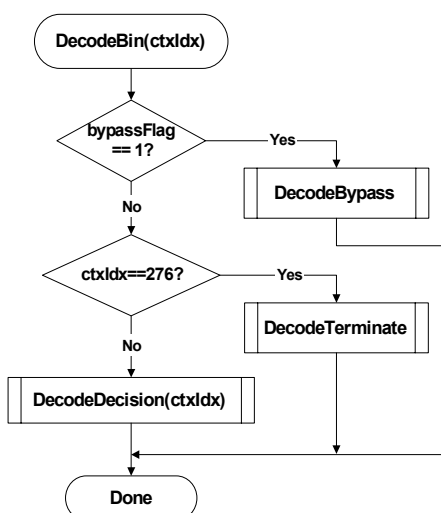 DecodeBin(ctxIdx)
bypassFlag
== 1?
Yes
DecodeBypass
No
ctxIdx==276?
Yes
DecodeTerminate
No
DecodeDecision(ctxIdx)
Done